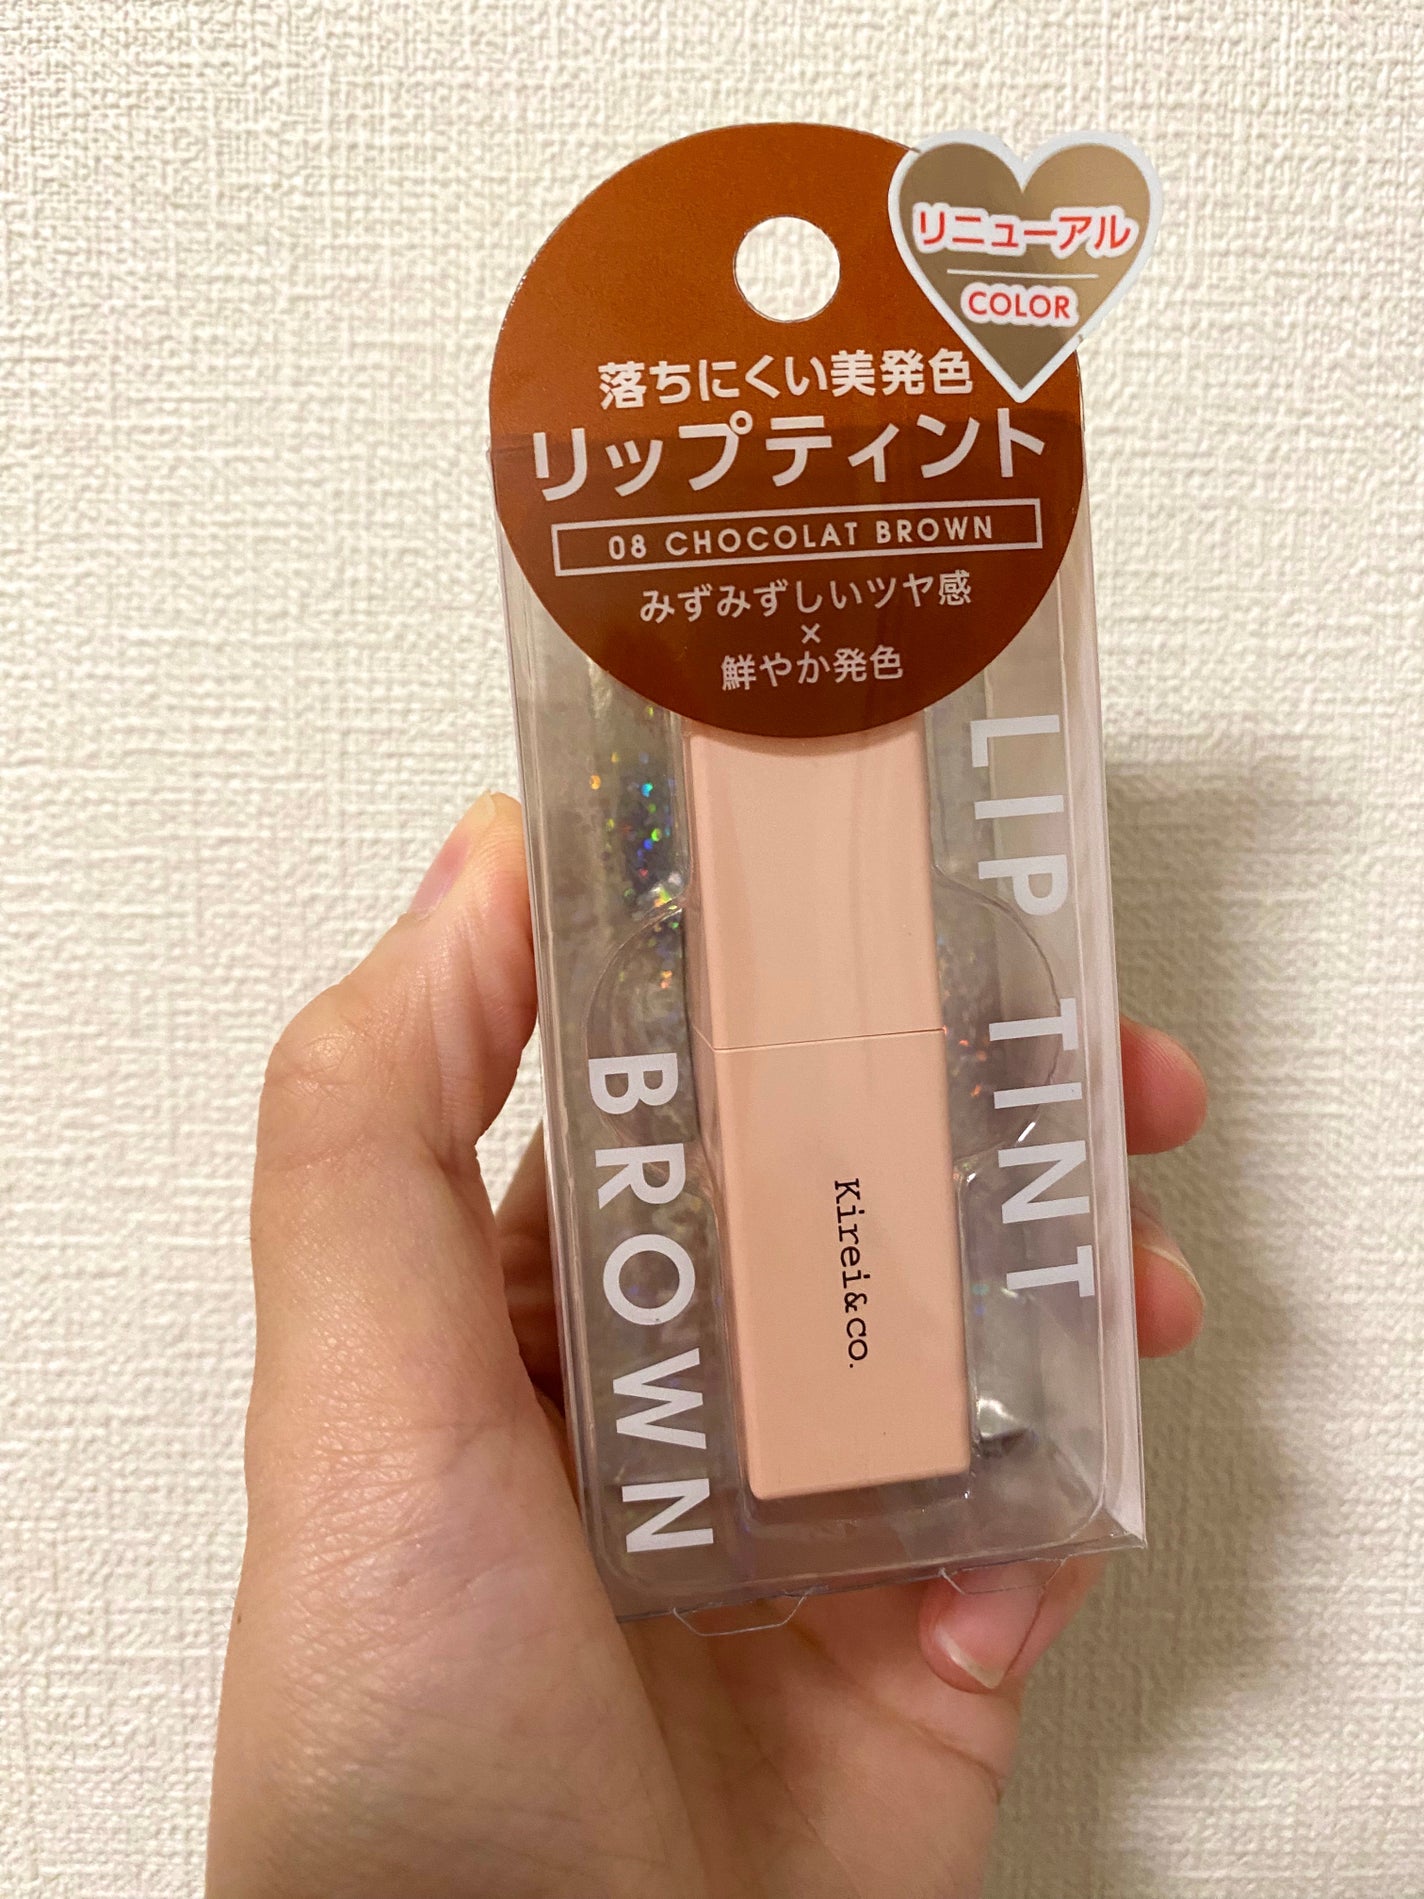 リニューアル
COLOR
落ちにくい美発色
リップティント
08 CHOCOLAT BROWN
みずみずしいツヤ感
×
鮮やか発色
LIP TINT
BROWN
Kirei&co.